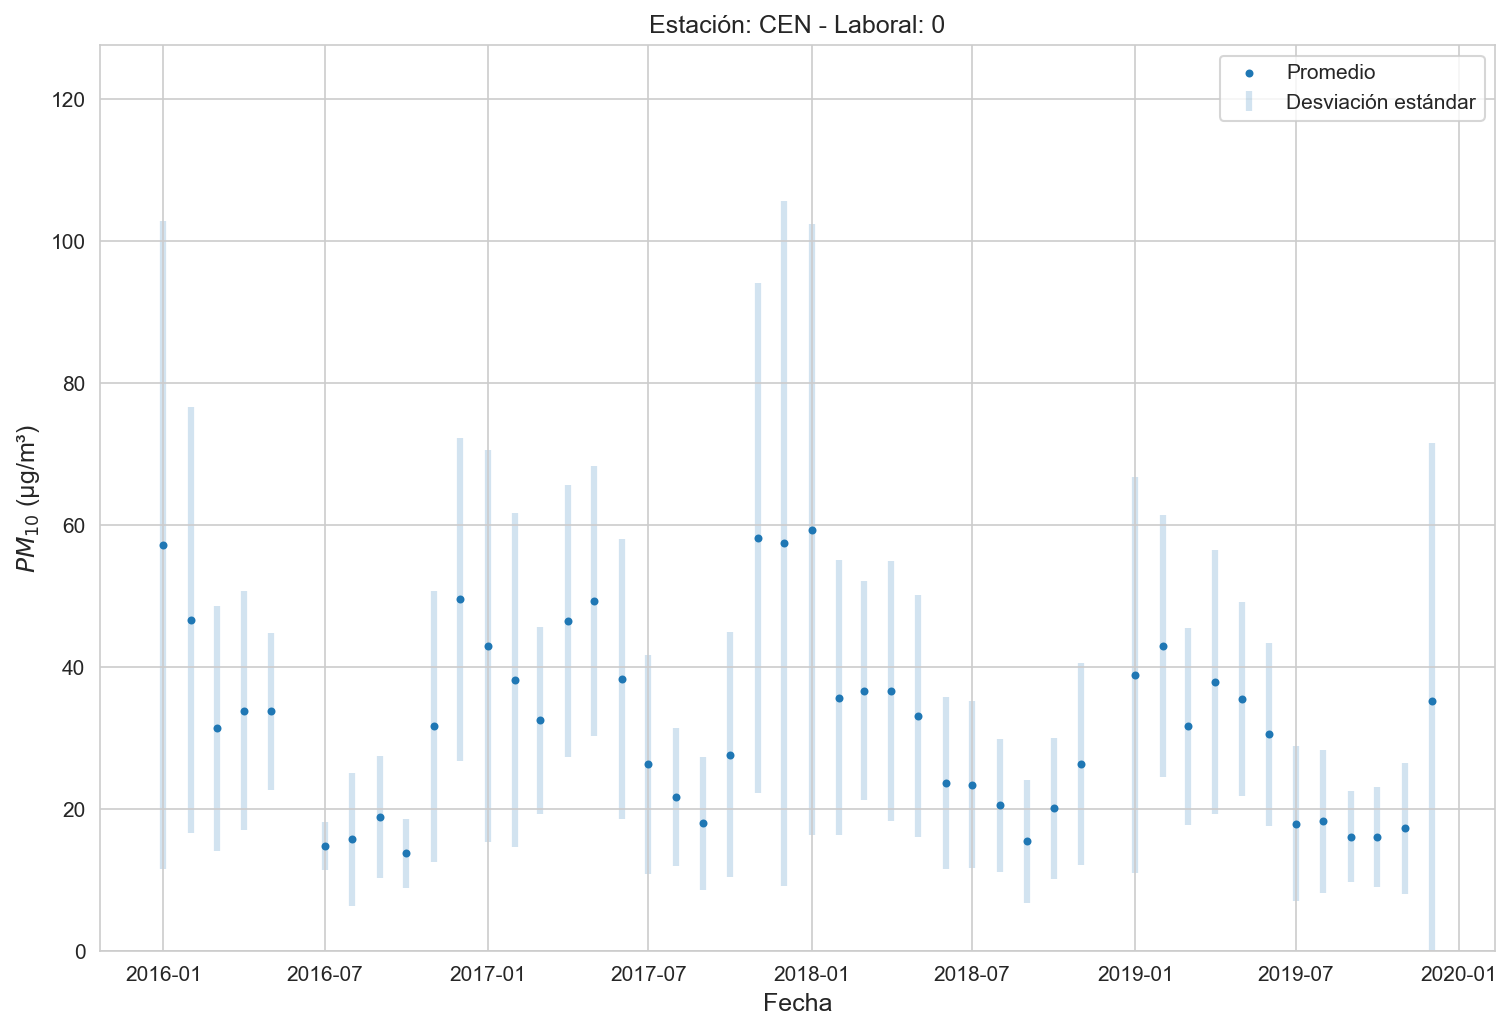 Estación: CEN - Laboral: 0
Promedio
Desviación estándar
120
100
80
60
40
20
0
PM₁₀ (µg/m³)
2016-01 2016-07 2017-01 2017-07 2018-01 2018-07 2019-01 2019-07 2020-01
Fecha